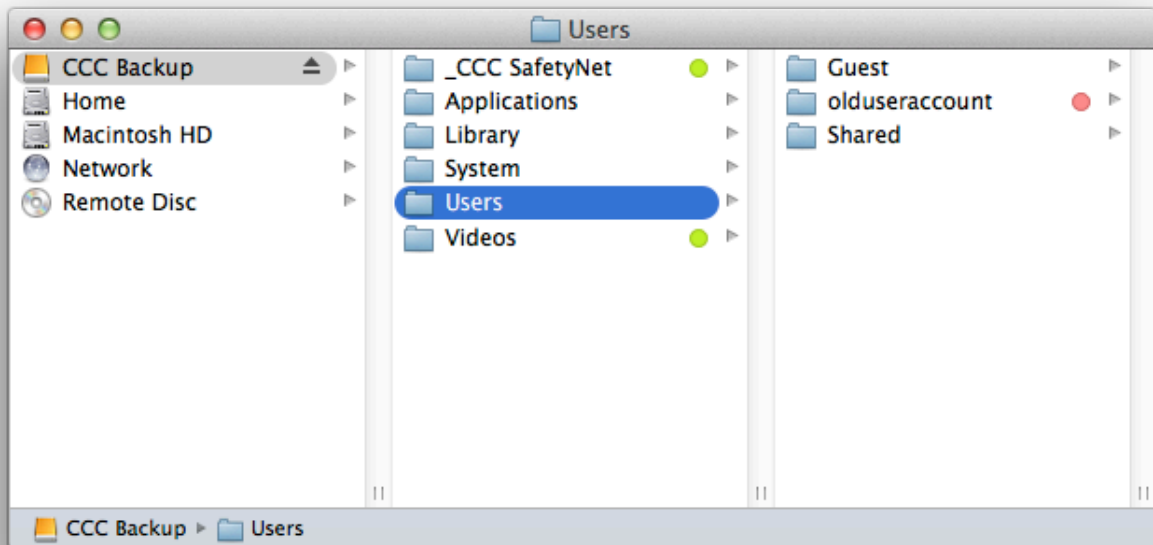 Users
CCC Backup
Home
Macintosh HD
Network
Remote Disc
_CCC SafetyNet
Applications
Library
System
Users
Videos
Guest
olduseraccount
Shared
CCC Backup Users